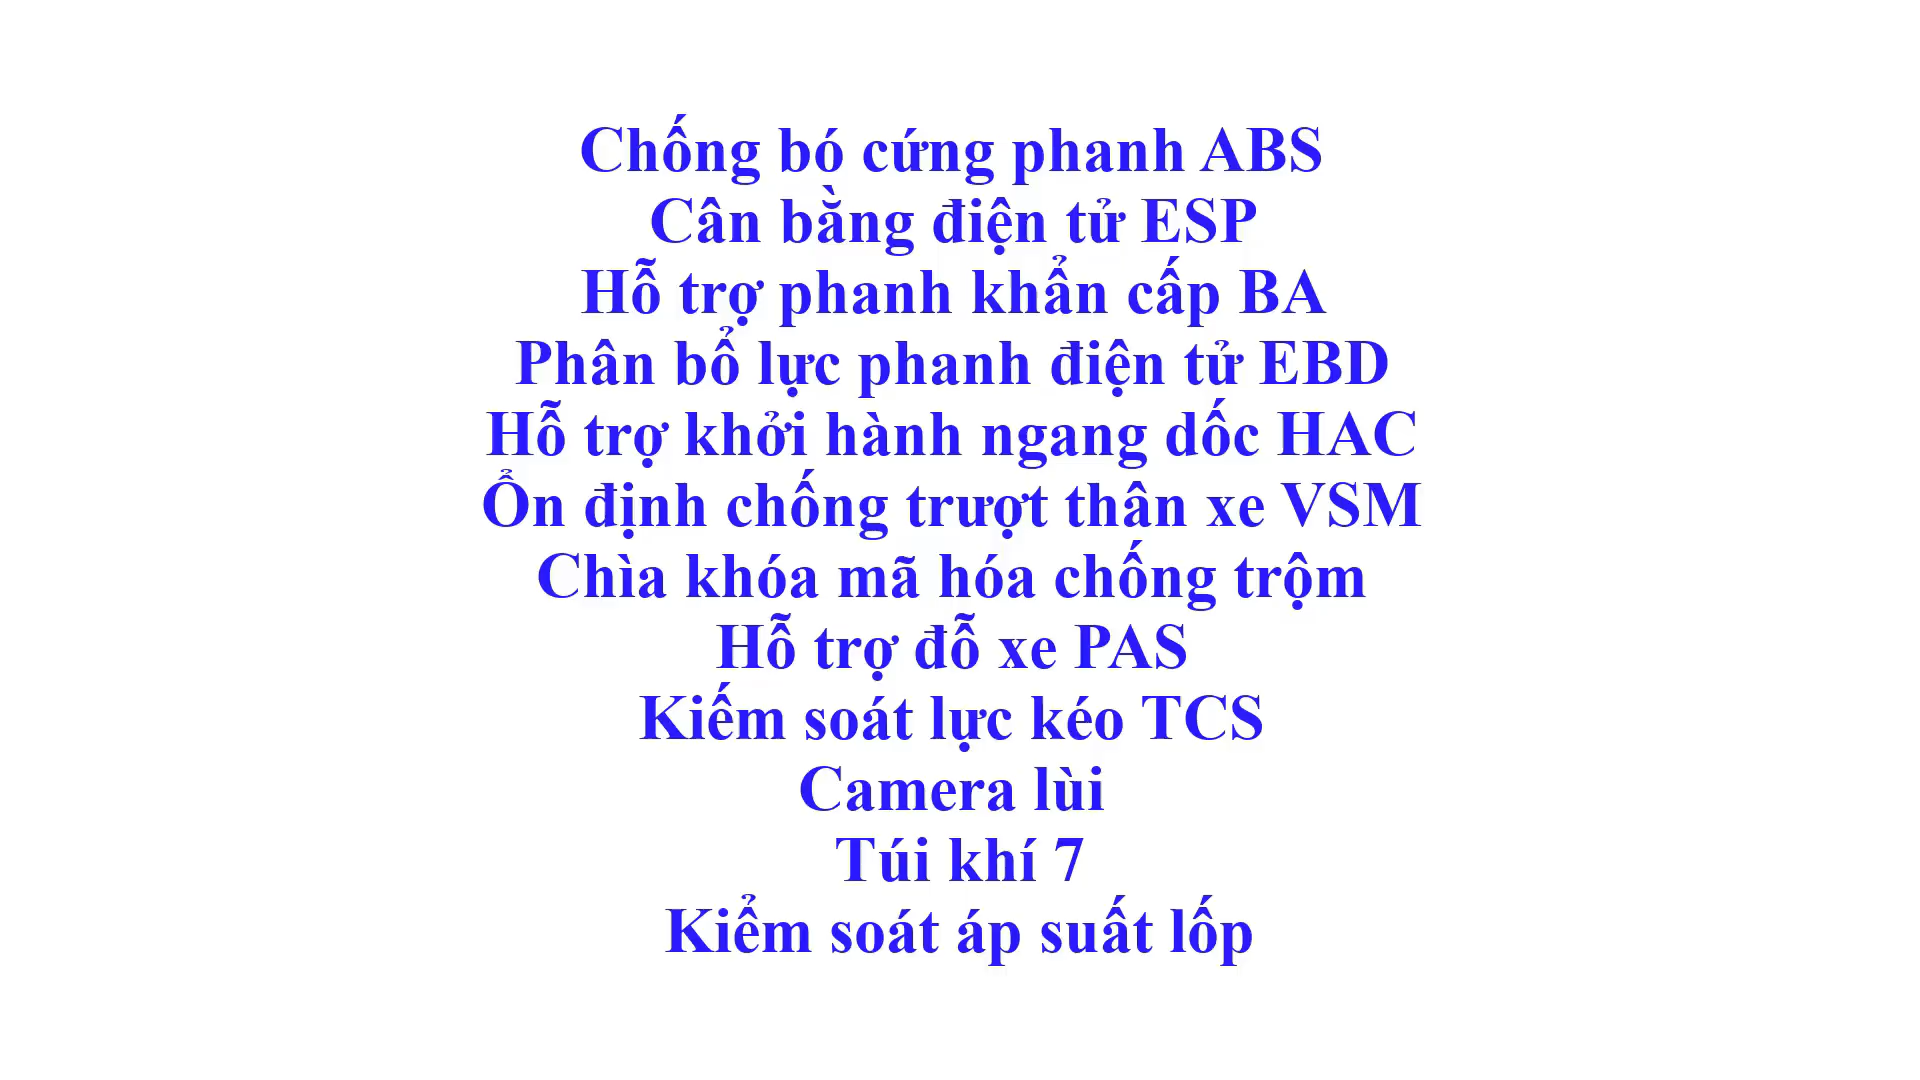 Chống bó cứng phanh ABS
Cân bằng điện tử ESP
Hỗ trợ phanh khẩn cấp BA
Phân bổ lực phanh điện tử EBD
Hỗ trợ khởi hành ngang dốc HAC
Ổn định chống trượt thân xe VSM
Chìa khóa mã hóa chống trộm
Hỗ trợ đỗ xe PAS
Kiếm soát lực kéo TCS
Camera lùi
Túi khí 7
Kiểm soát áp suất lốp